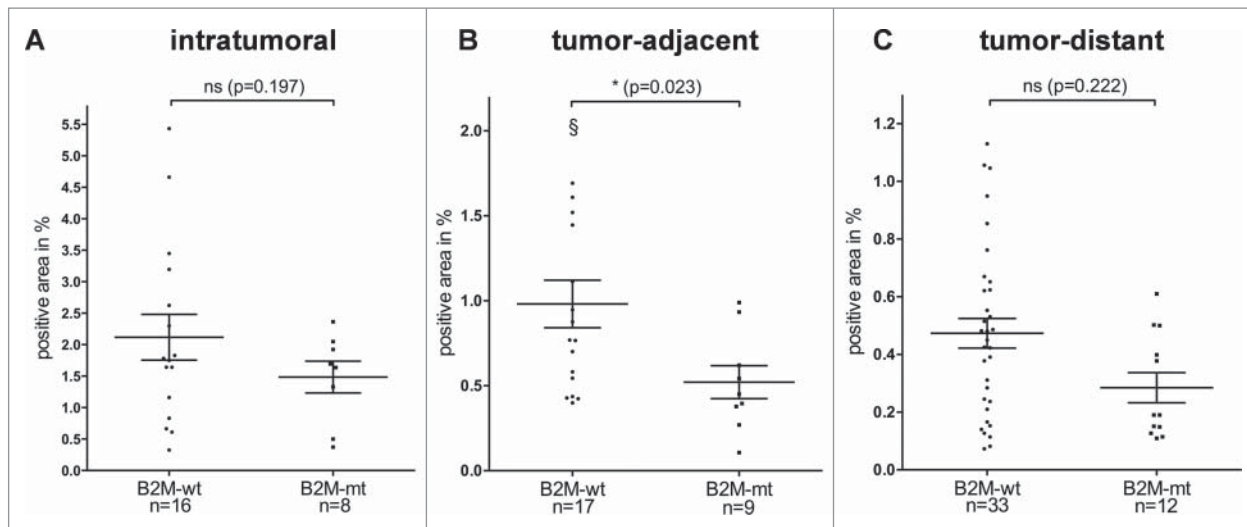 A intratumoral
ns (p=0.197)
positive area in %
5.5
5.0
4.5
4.0
3.5
3.0
2.5
2.0
1.5
1.0
0.5
0.0
B2M-wt B2M-mt
n=16 n=8
B tumor-adjacent
* (p=0.023)
§
positive area in %
2.0
1.5
1.0
0.5
0.0
B2M-wt B2M-mt
n=17 n=9
C tumor-distant
ns (p=0.222)
positive area in %
1.2
1.0
0.8
0.6
0.4
0.2
0.0
B2M-wt B2M-mt
n=33 n=12